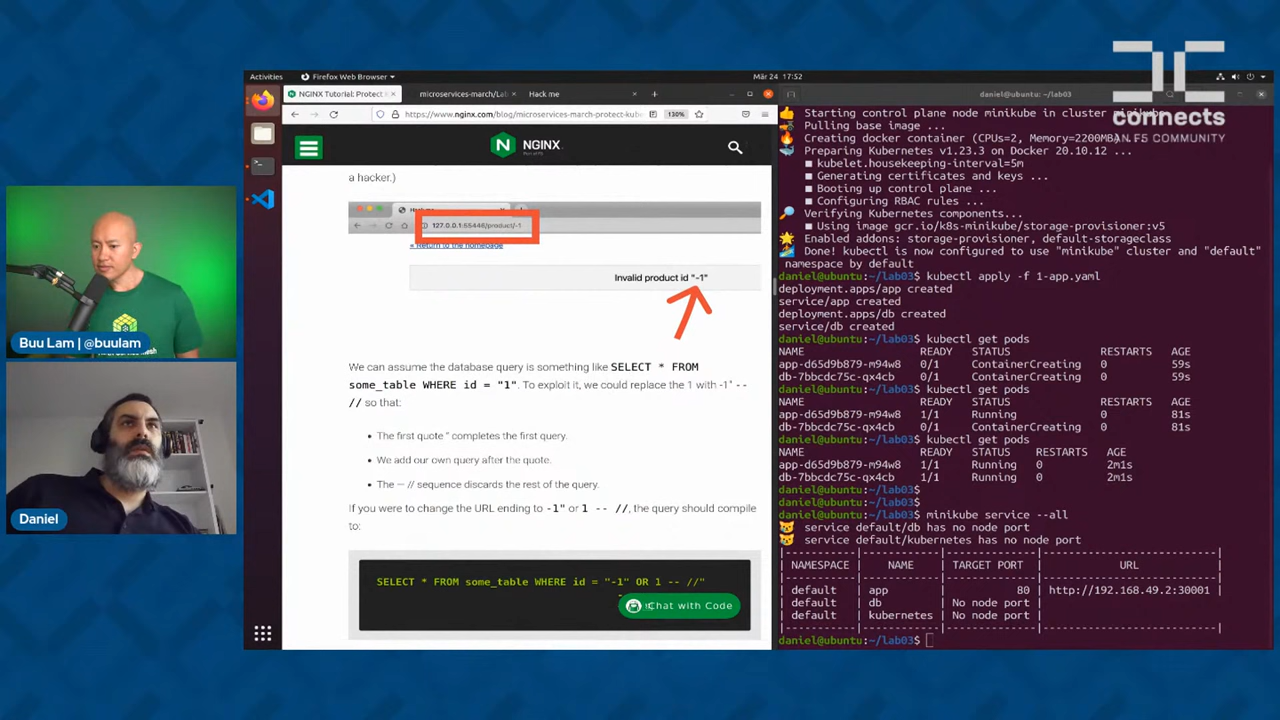 connects
AN F5 COMMUNITY
Buu Lam | @buulam
Daniel
Activities
Firefox Web Browser
Mär 24 17:52
NGINX Tutorial: Protect
microservices-march/Lab
Hack me
https://www.nginx.com/blog/microservices-march-protect-kube
130%
NGINX
a hacker.)
127.0.0.1:55446/product/-1
« Return to the homepage
Invalid product id "-1"
We can assume the database query is something like SELECT * FROM
some_table WHERE id = "1". To exploit it, we could replace the 1 with -1" --
// so that:
• The first quote " completes the first query.
• We add our own query after the quote.
• The -- // sequence discards the rest of the query.
If you were to change the URL ending to -1" or 1 -- //, the query should compile
to:
SELECT * FROM some_table WHERE id = "-1" OR 1 -- //"
Chat with Code
daniel@ubuntu: ~/lab03
Starting control plane node minikube in cluster minikube
Pulling base image ...
Creating docker container (CPUs=2, Memory=2200MB) ...
Preparing Kubernetes v1.23.3 on Docker 20.10.12 ...
■ kubelet.housekeeping-interval=5m
■ Generating certificates and keys ...
■ Booting up control plane ...
■ Configuring RBAC rules ...
Verifying Kubernetes components...
■ Using image gcr.io/k8s-minikube/storage-provisioner:v5
Enabled addons: storage-provisioner, default-storageclass
Done! kubectl is now configured to use "minikube" cluster and "default"
namespace by default
daniel@ubuntu:~/lab03$ kubectl apply -f 1-app.yaml
deployment.apps/app created
service/app created
deployment.apps/db created
service/db created
daniel@ubuntu:~/lab03$ kubectl get pods
NAME READY STATUS RESTARTS AGE
app-d65d9b879-m94w8 0/1 ContainerCreating 0 59s
db-7bbcdc75c-qx4cb 0/1 ContainerCreating 0 59s
daniel@ubuntu:~/lab03$ kubectl get pods
NAME READY STATUS RESTARTS AGE
app-d65d9b879-m94w8 1/1 Running 0 81s
db-7bbcdc75c-qx4cb 1/1 Running 0 81s
daniel@ubuntu:~/lab03$ kubectl get pods
NAME READY STATUS RESTARTS AGE
app-d65d9b879-m94w8 1/1 Running 0 2m1s
db-7bbcdc75c-qx4cb 1/1 Running 0 2m1s
daniel@ubuntu:~/lab03$
daniel@ubuntu:~/lab03$
daniel@ubuntu:~/lab03$ minikube service --all
service default/db has no node port
service default/kubernetes has no node port
|-----------|------------|--------------|---------------------------|
| NAMESPACE | NAME | TARGET PORT | URL |
|-----------|------------|--------------|---------------------------|
| default | app | 80 | http://192.168.49.2:30001 |
| default | db | No node port |
| default | kubernetes | No node port |
|-----------|------------|--------------|---------------------------|
daniel@ubuntu:~/lab03$